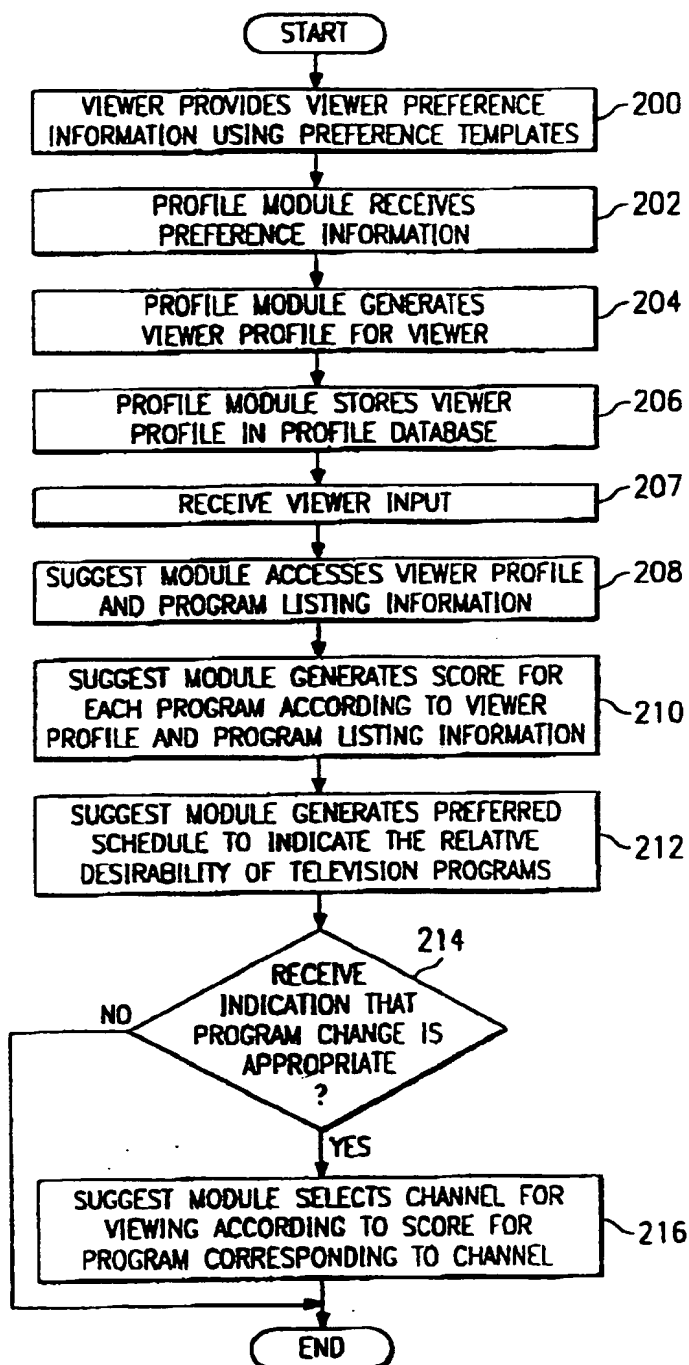 START
VIEWER PROVIDES VIEWER PREFERENCE
INFORMATION USING PREFERENCE TEMPLATES
200
PROFILE MODULE RECEIVES
PREFERENCE INFORMATION
202
PROFILE MODULE GENERATES
VIEWER PROFILE FOR VIEWER
204
PROFILE MODULE STORES VIEWER
PROFILE IN PROFILE DATABASE
206
RECEIVE VIEWER INPUT
207
SUGGEST MODULE ACCESSES VIEWER PROFILE
AND PROGRAM LISTING INFORMATION
208
SUGGEST MODULE GENERATES SCORE FOR
EACH PROGRAM ACCORDING TO VIEWER
PROFILE AND PROGRAM LISTING INFORMATION
210
SUGGEST MODULE GENERATES PREFERRED
SCHEDULE TO INDICATE THE RELATIVE
DESIRABILITY OF TELEVISION PROGRAMS
212
214
RECEIVE
INDICATION THAT
PROGRAM CHANGE IS
APPROPRIATE
?
NO
YES
SUGGEST MODULE SELECTS CHANNEL FOR
VIEWING ACCORDING TO SCORE FOR
PROGRAM CORRESPONDING TO CHANNEL
216
END